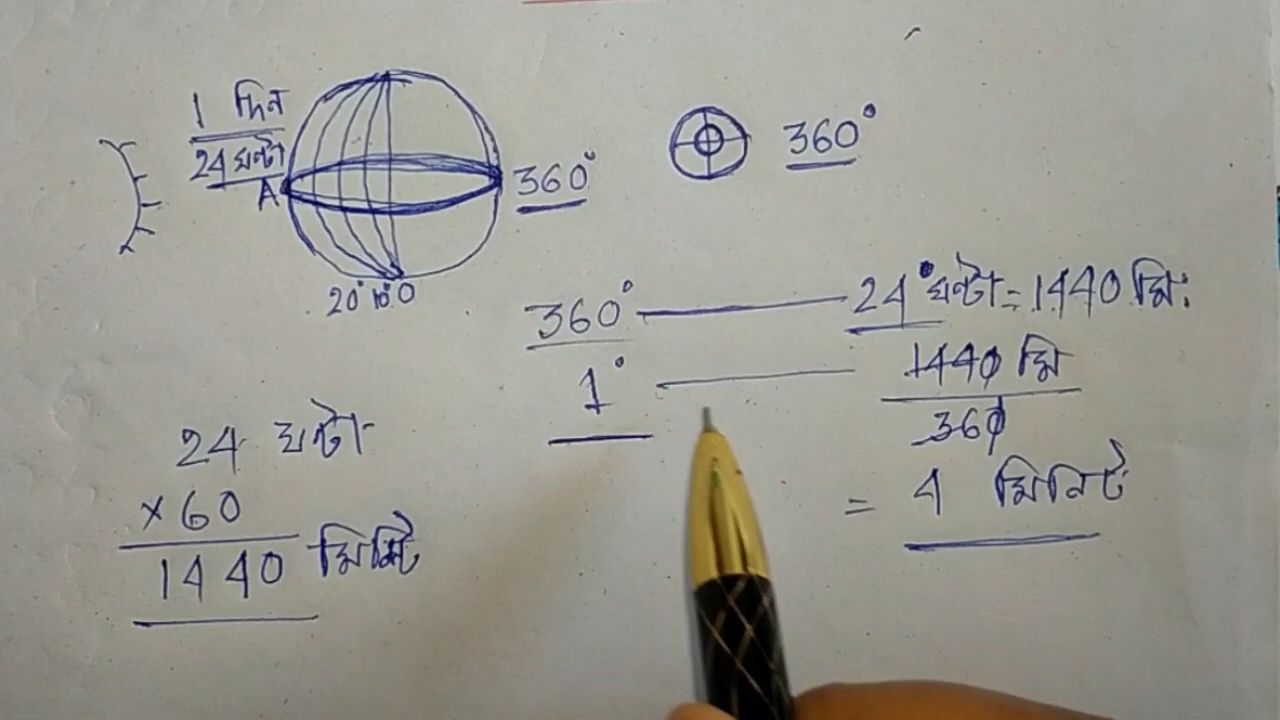 1 দিন
24 ঘন্টা
A
360°
360°
20° 10° 0
360° 24 ঘন্টা = 1440 মি:
1° 1440 মি
360
= 4 মিনিট
24 ঘন্টা
× 60
1440 মিনিট